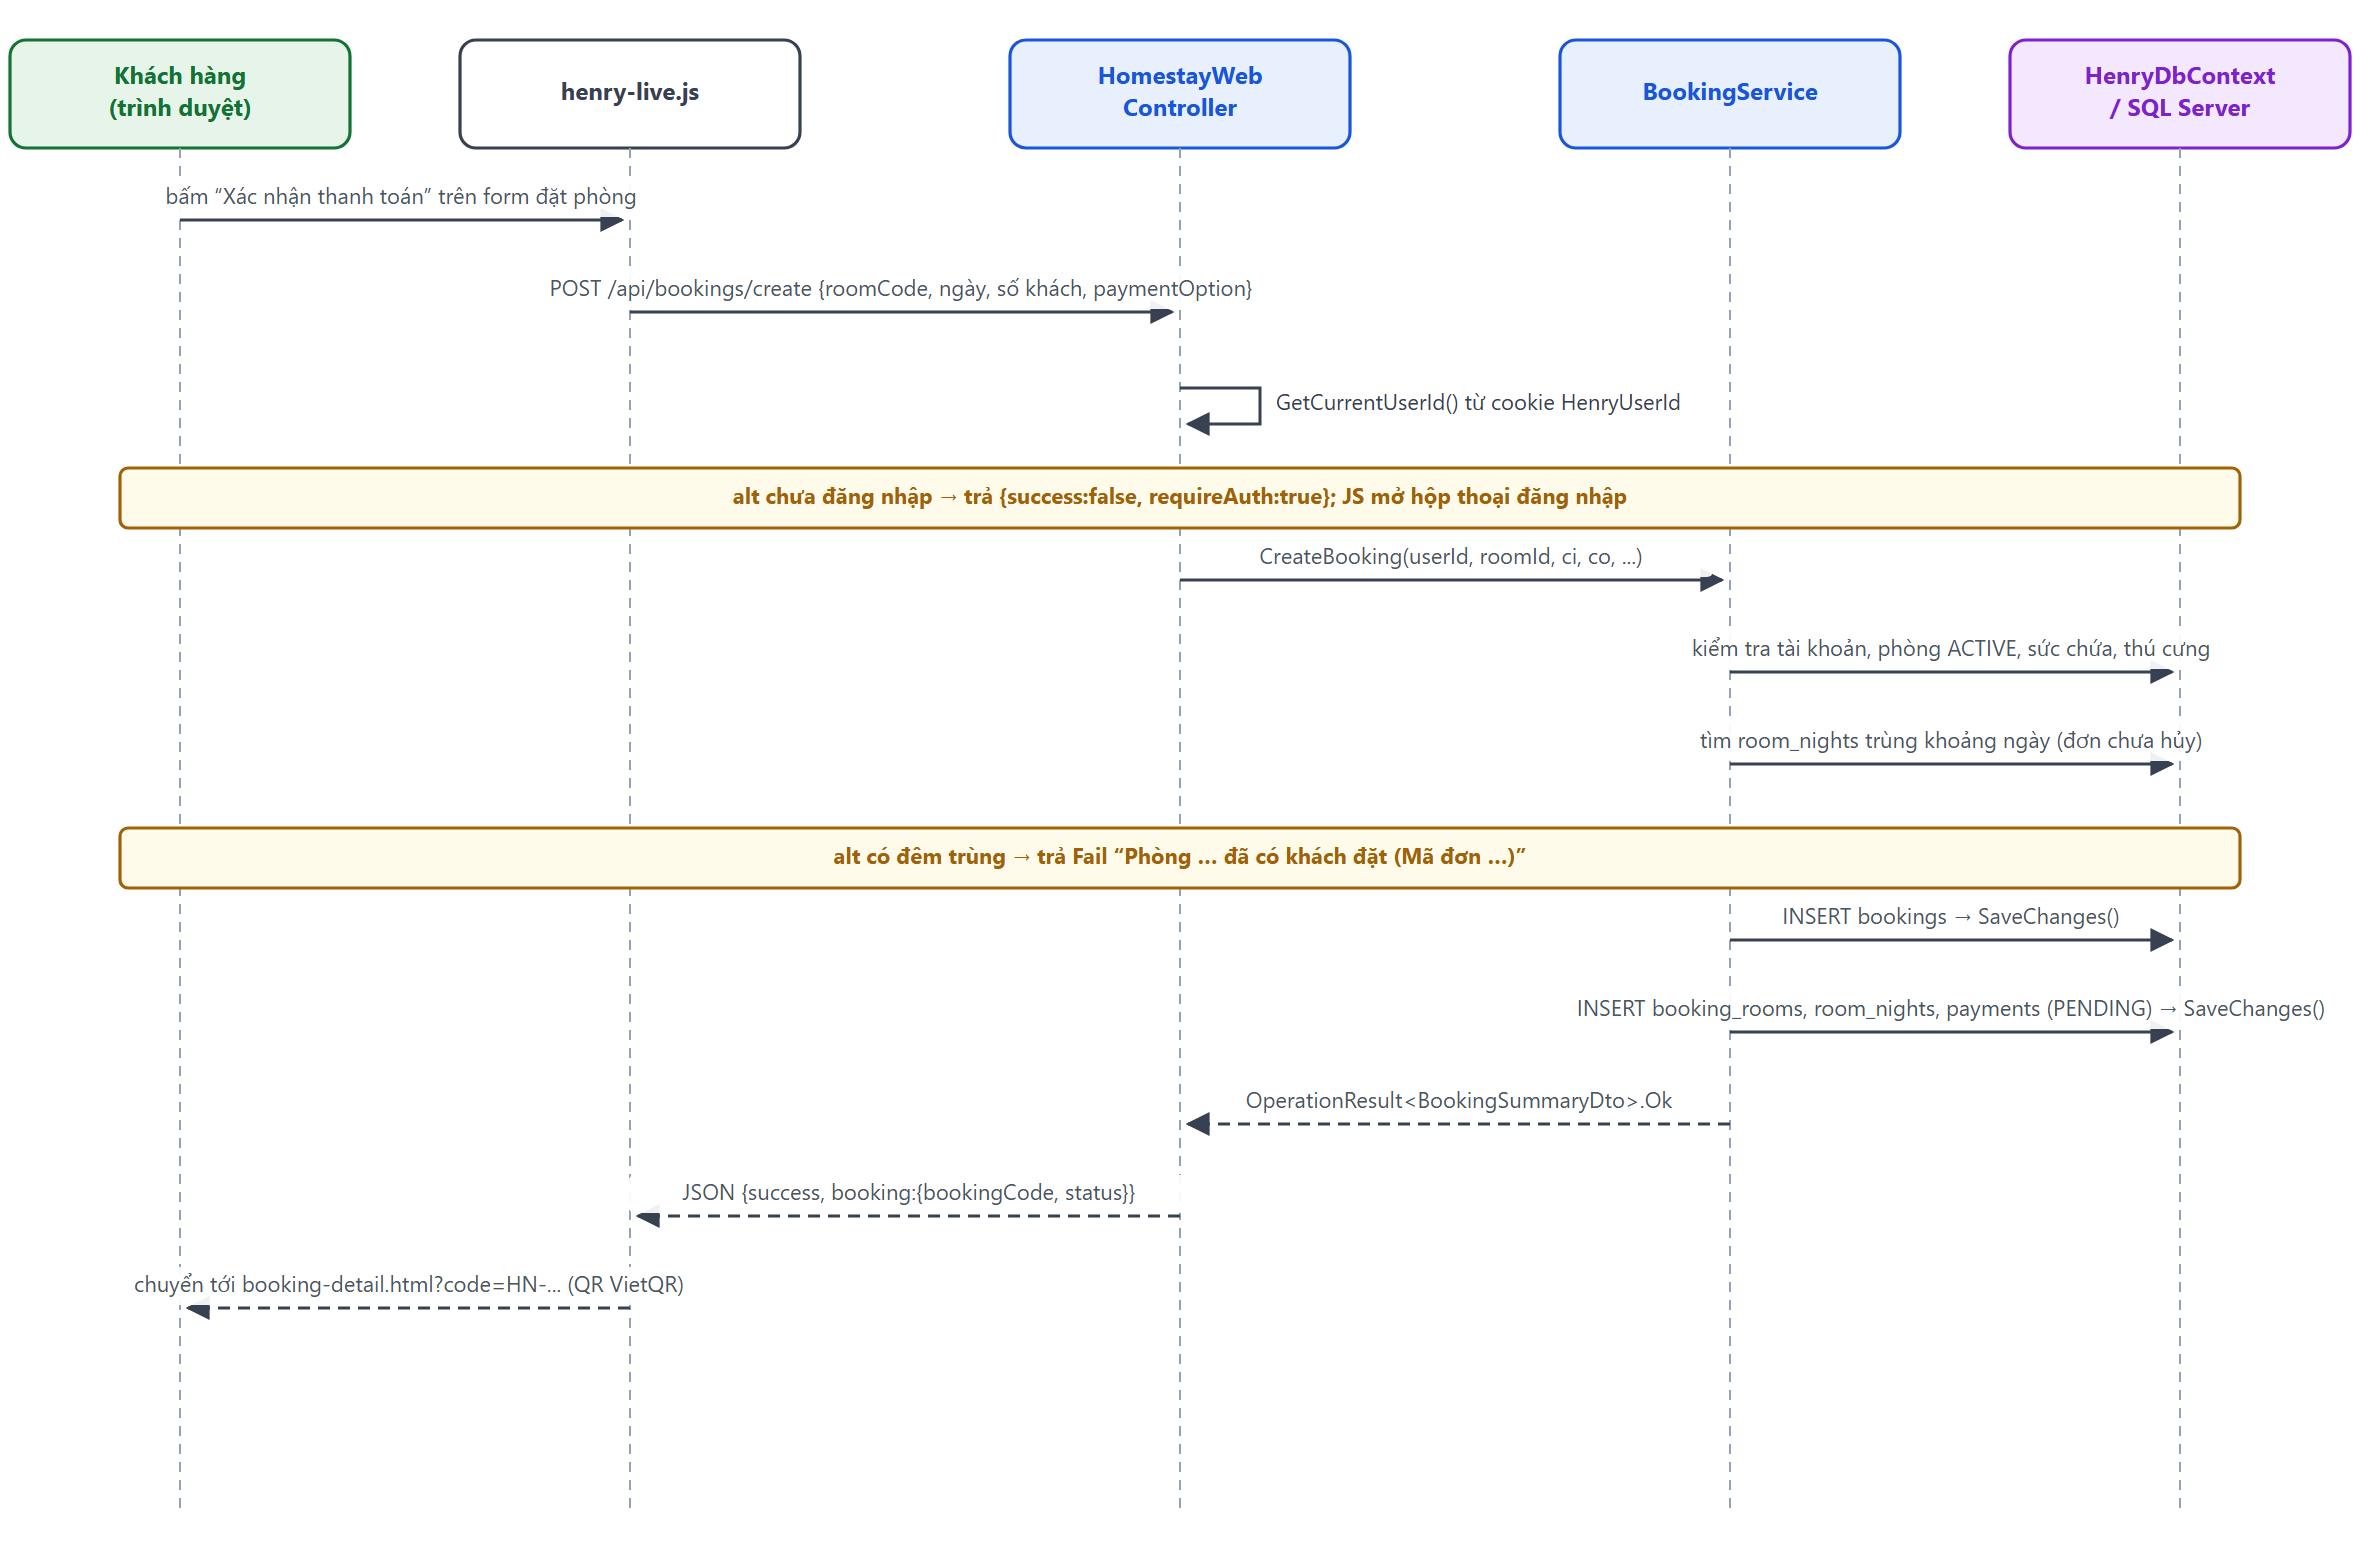 Khách hàng
(trình duyệt)
henry-live.js
HomestayWeb
Controller
BookingService
HenryDbContext
/ SQL Server
bấm “Xác nhận thanh toán” trên form đặt phòng
POST /api/bookings/create {roomCode, ngày, số khách, paymentOption}
GetCurrentUserId() từ cookie HenryUserId
alt chưa đăng nhập → trả {success:false, requireAuth:true}; JS mở hộp thoại đăng nhập
CreateBooking(userId, roomId, ci, co, ...)
kiểm tra tài khoản, phòng ACTIVE, sức chứa, thú cưng
tìm room_nights trùng khoảng ngày (đơn chưa hủy)
alt có đêm trùng → trả Fail “Phòng ... đã có khách đặt (Mã đơn ...)”
INSERT bookings → SaveChanges()
INSERT booking_rooms, room_nights, payments (PENDING) → SaveChanges()
OperationResult<BookingSummaryDto>.Ok
JSON {success, booking:{bookingCode, status}}
chuyển tới booking-detail.html?code=HN-... (QR VietQR)